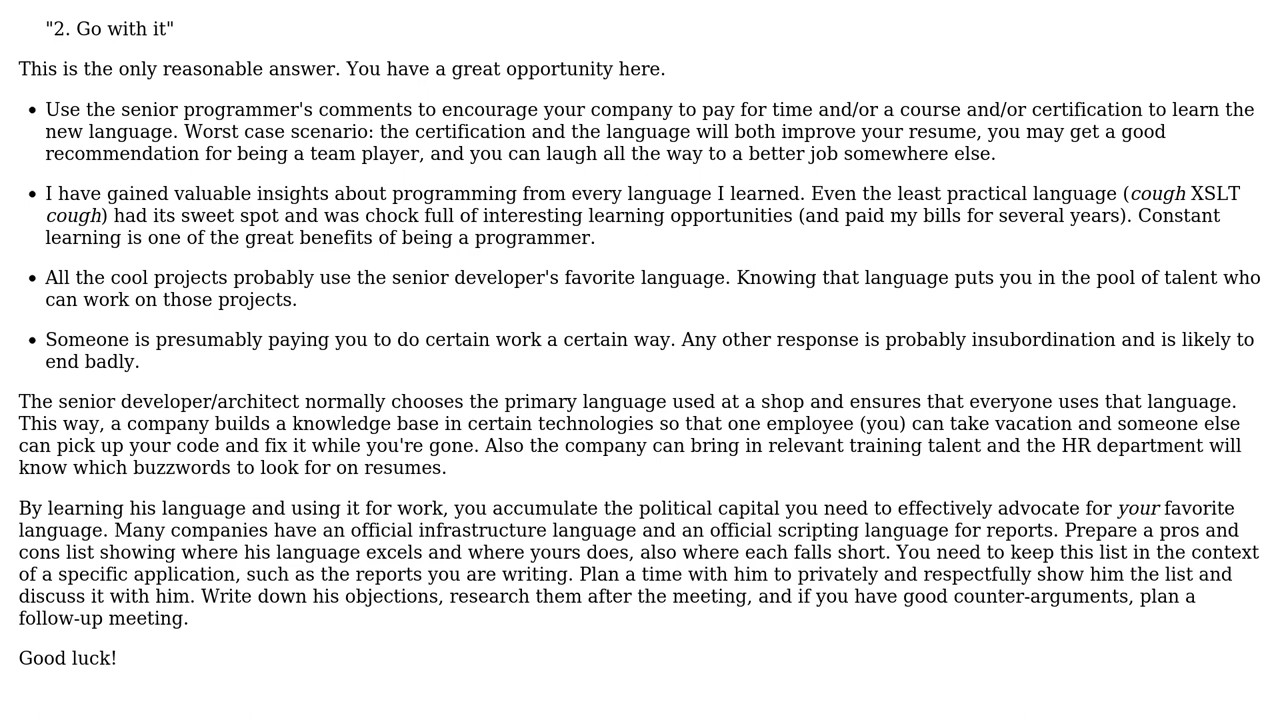 "2. Go with it"
This is the only reasonable answer. You have a great opportunity here.
• Use the senior programmer's comments to encourage your company to pay for time and/or a course and/or certification to learn the
new language. Worst case scenario: the certification and the language will both improve your resume, you may get a good
recommendation for being a team player, and you can laugh all the way to a better job somewhere else.
• I have gained valuable insights about programming from every language I learned. Even the least practical language (cough XSLT
cough) had its sweet spot and was chock full of interesting learning opportunities (and paid my bills for several years). Constant
learning is one of the great benefits of being a programmer.
• All the cool projects probably use the senior developer's favorite language. Knowing that language puts you in the pool of talent who
can work on those projects.
• Someone is presumably paying you to do certain work a certain way. Any other response is probably insubordination and is likely to
end badly.
The senior developer/architect normally chooses the primary language used at a shop and ensures that everyone uses that language.
This way, a company builds a knowledge base in certain technologies so that one employee (you) can take vacation and someone else
can pick up your code and fix it while you're gone. Also the company can bring in relevant training talent and the HR department will
know which buzzwords to look for on resumes.
By learning his language and using it for work, you accumulate the political capital you need to effectively advocate for your favorite
language. Many companies have an official infrastructure language and an official scripting language for reports. Prepare a pros and
cons list showing where his language excels and where yours does, also where each falls short. You need to keep this list in the context
of a specific application, such as the reports you are writing. Plan a time with him to privately and respectfully show him the list and
discuss it with him. Write down his objections, research them after the meeting, and if you have good counter-arguments, plan a
follow-up meeting.
Good luck!